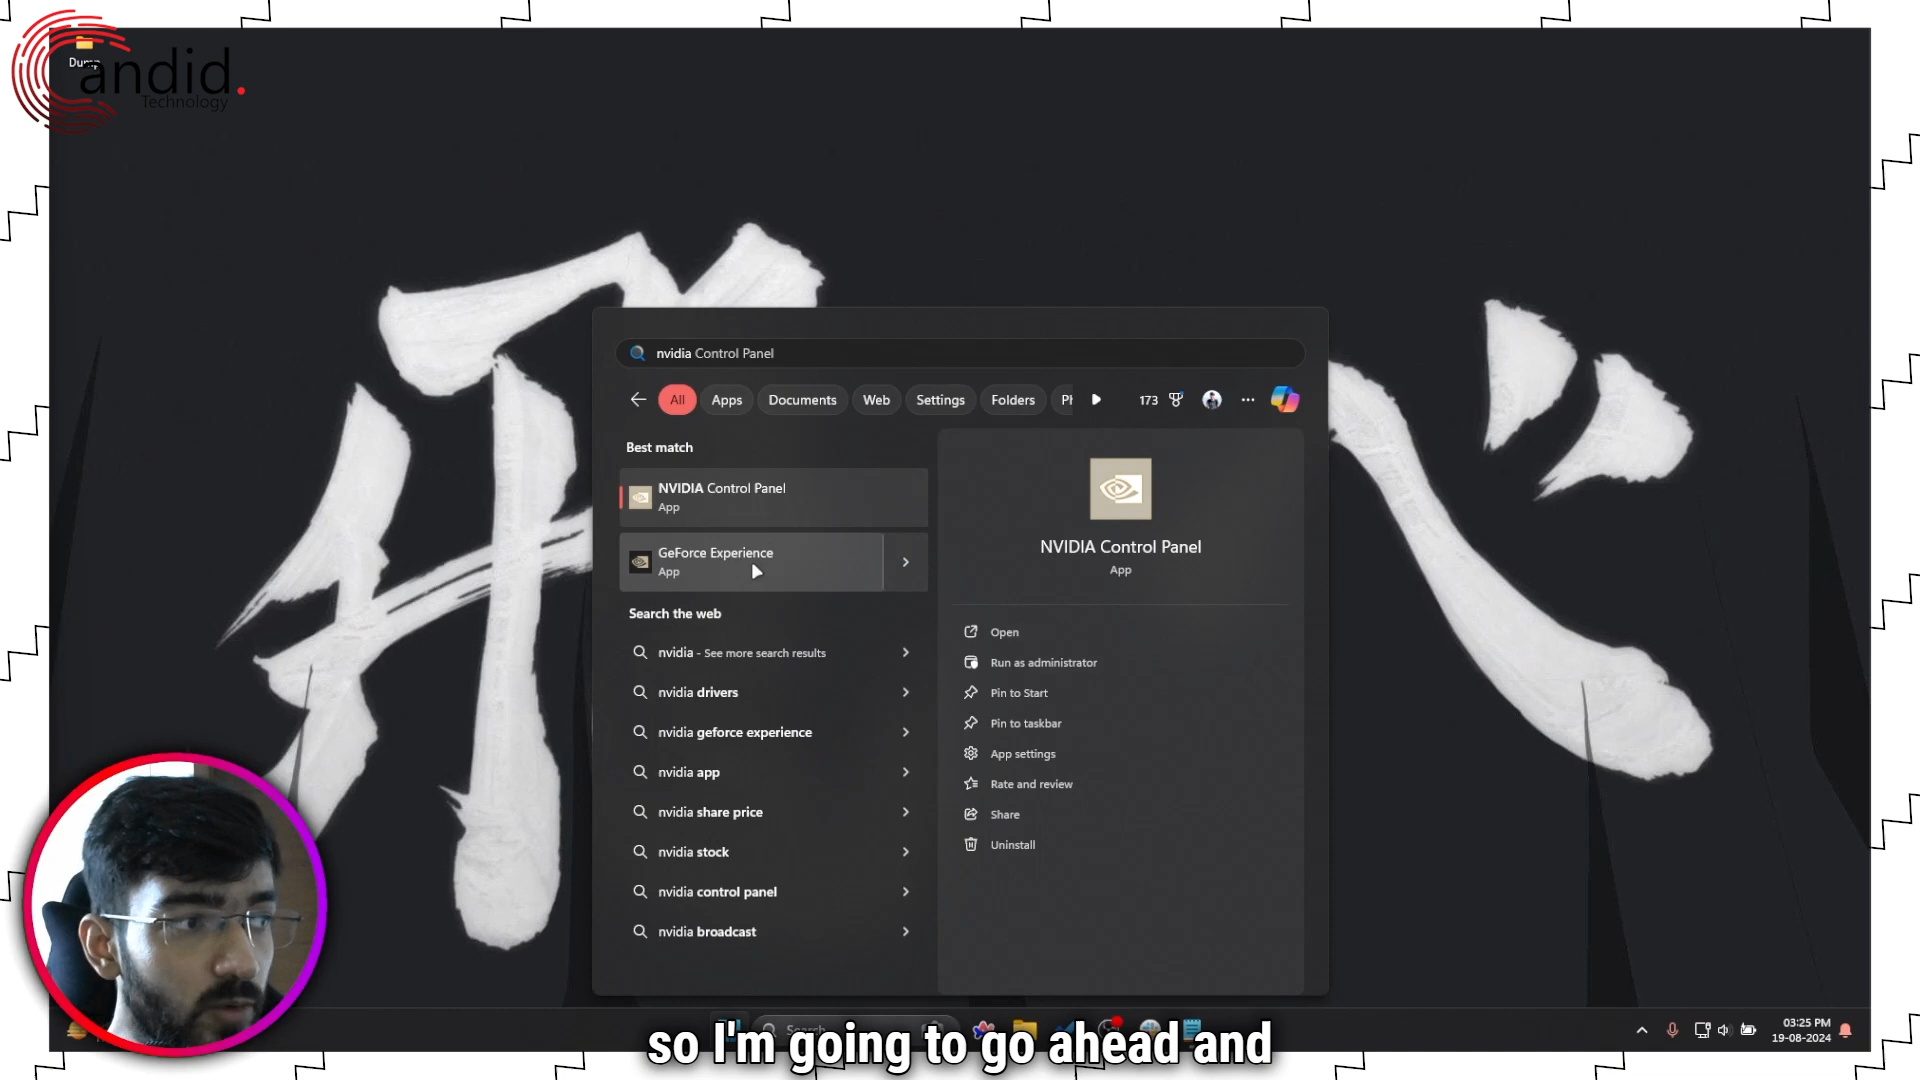 Dump
andid.
Technology
nvidia Control Panel
All
Apps
Documents
Web
Settings
Folders
173
Best match
NVIDIA Control Panel
App
GeForce Experience
App
Search the web
nvidia - See more search results
nvidia drivers
nvidia geforce experience
nvidia app
nvidia share price
nvidia stock
nvidia control panel
nvidia broadcast
NVIDIA Control Panel
App
Open
Run as administrator
Pin to Start
Pin to taskbar
App settings
Rate and review
Share
Uninstall
Search
03:25 PM
19-08-2024
so I'm going to go ahead and